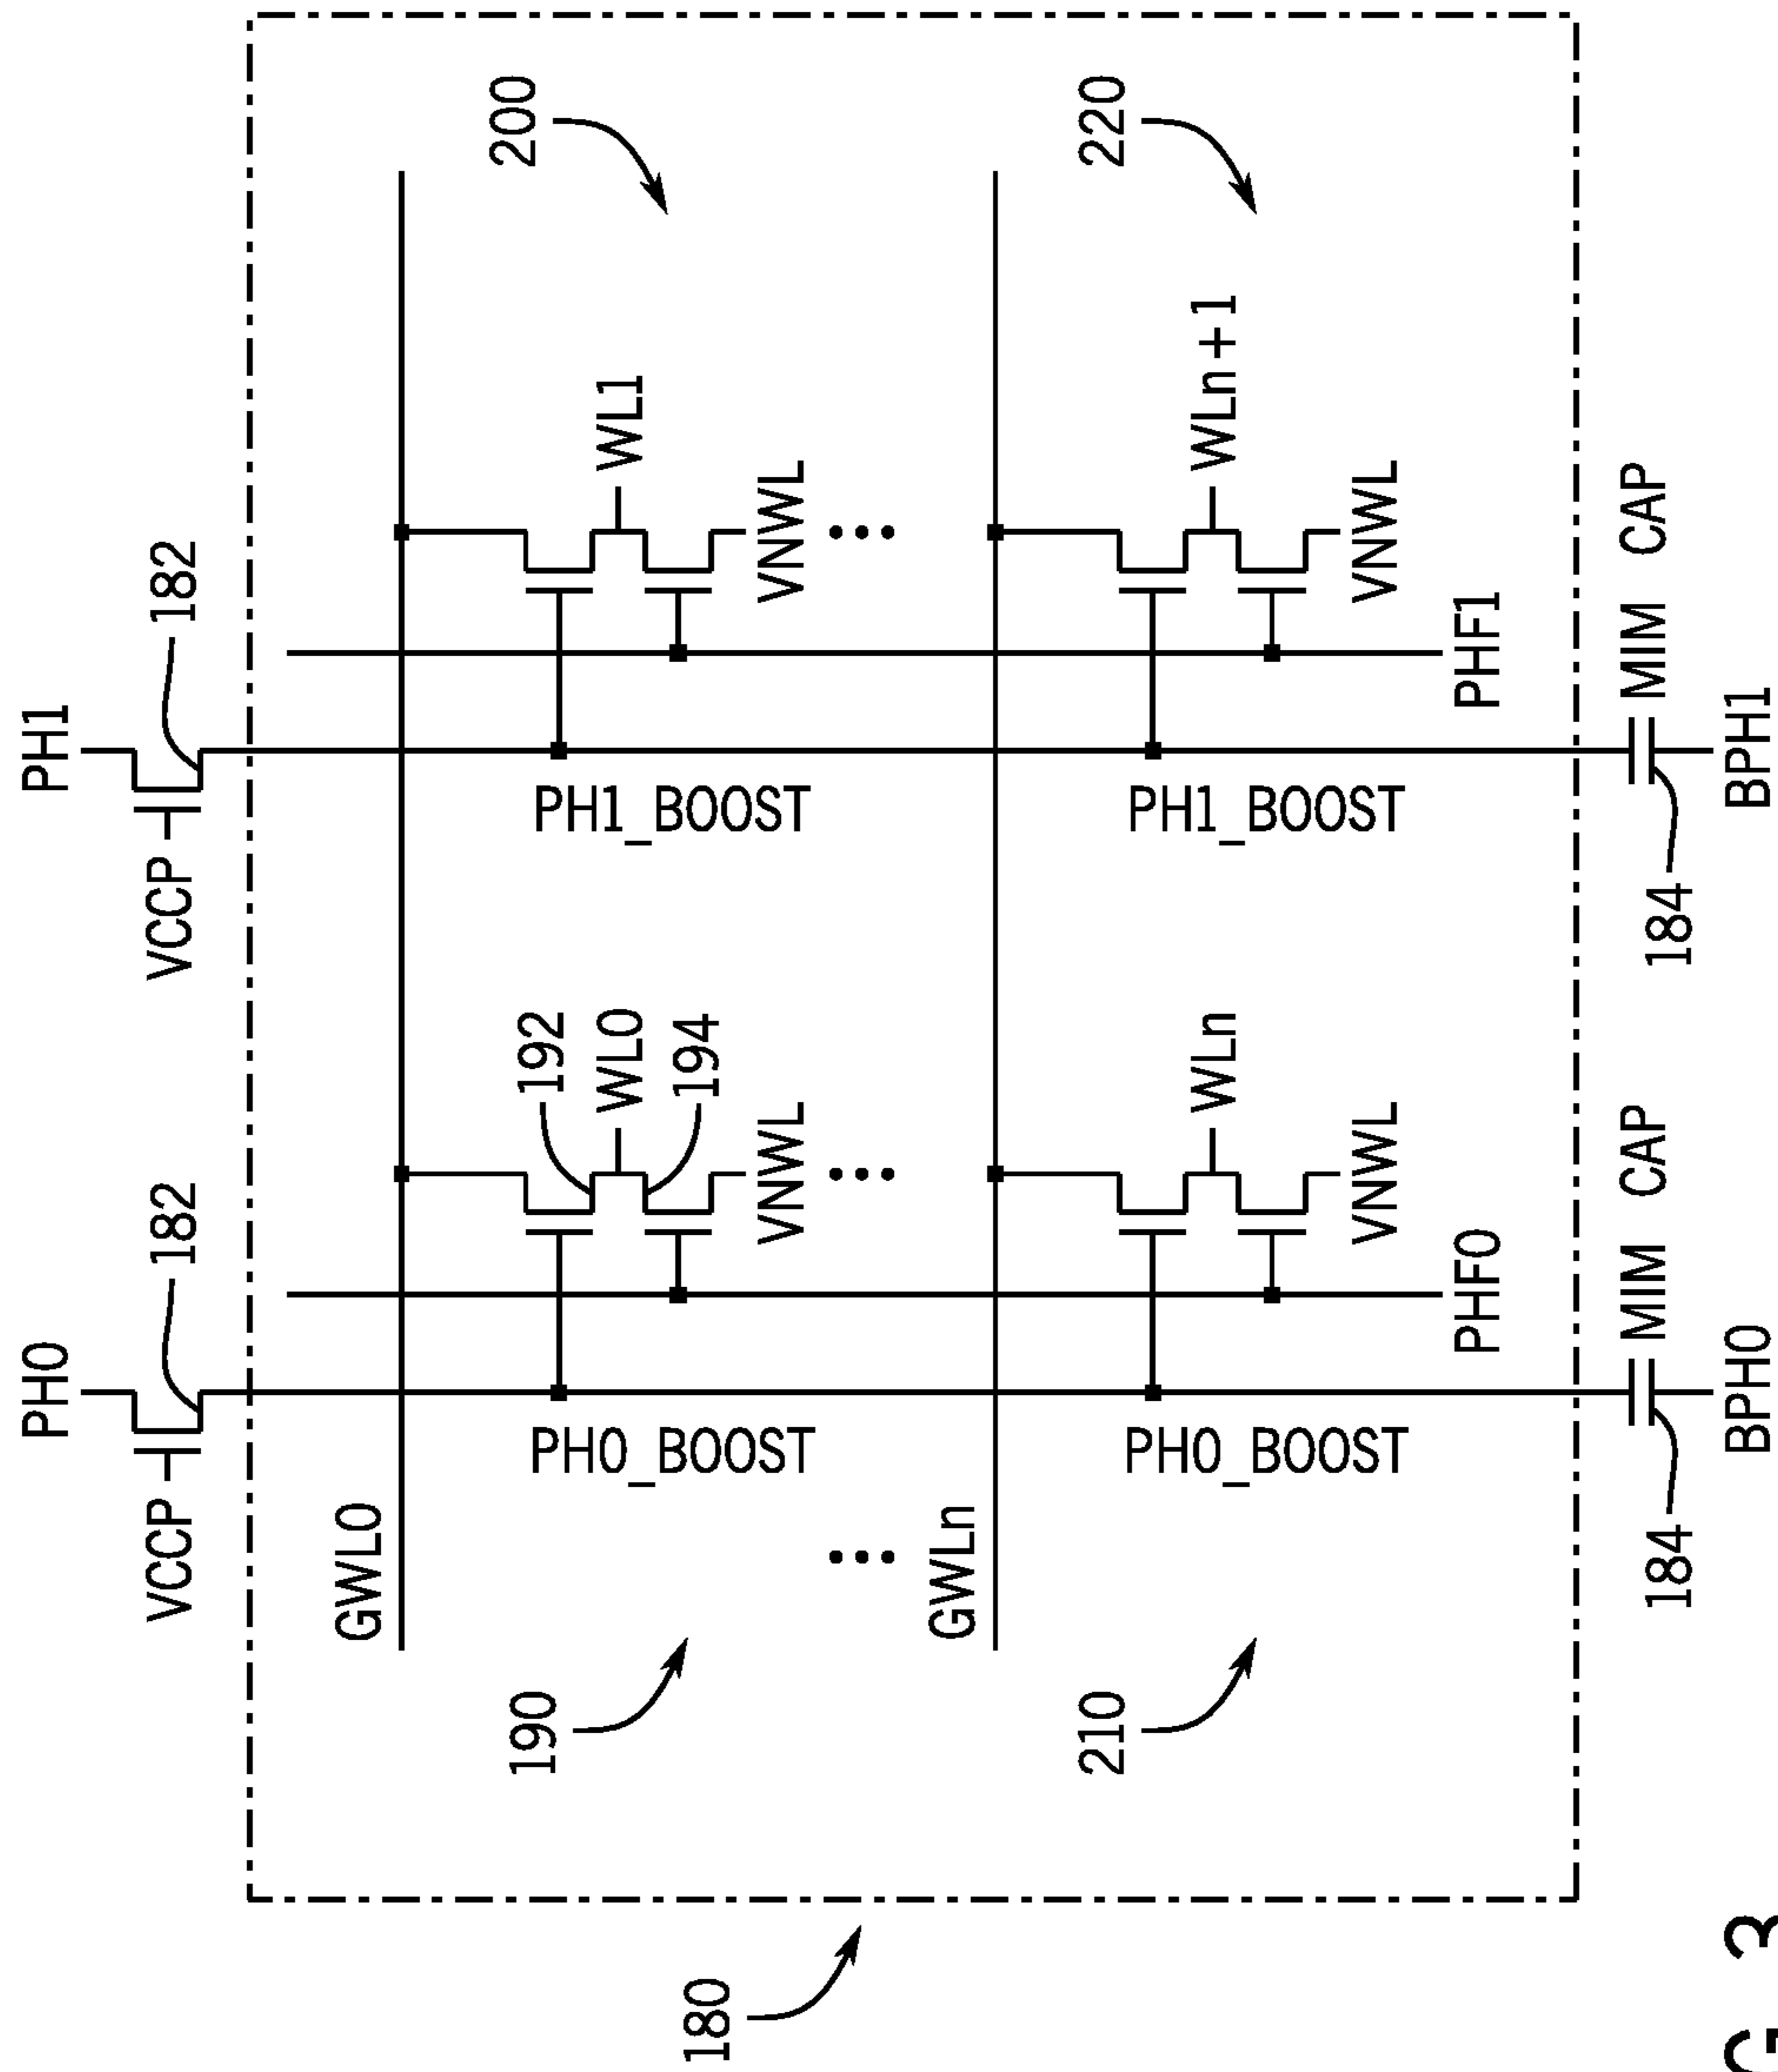 PH0
PH1
VCCP
182
VCCP
182
GWL0
190
192
200
WL0
WL1
PH0_BOOST
PH1_BOOST
180
194
VNWL
VNWL
...
...
...
GWLn
210
220
WLn
WLn+1
PH0_BOOST
PH1_BOOST
VNWL
VNWL
PHF0
PHF1
MIM CAP
MIM CAP
184
184
BPH0
BPH1